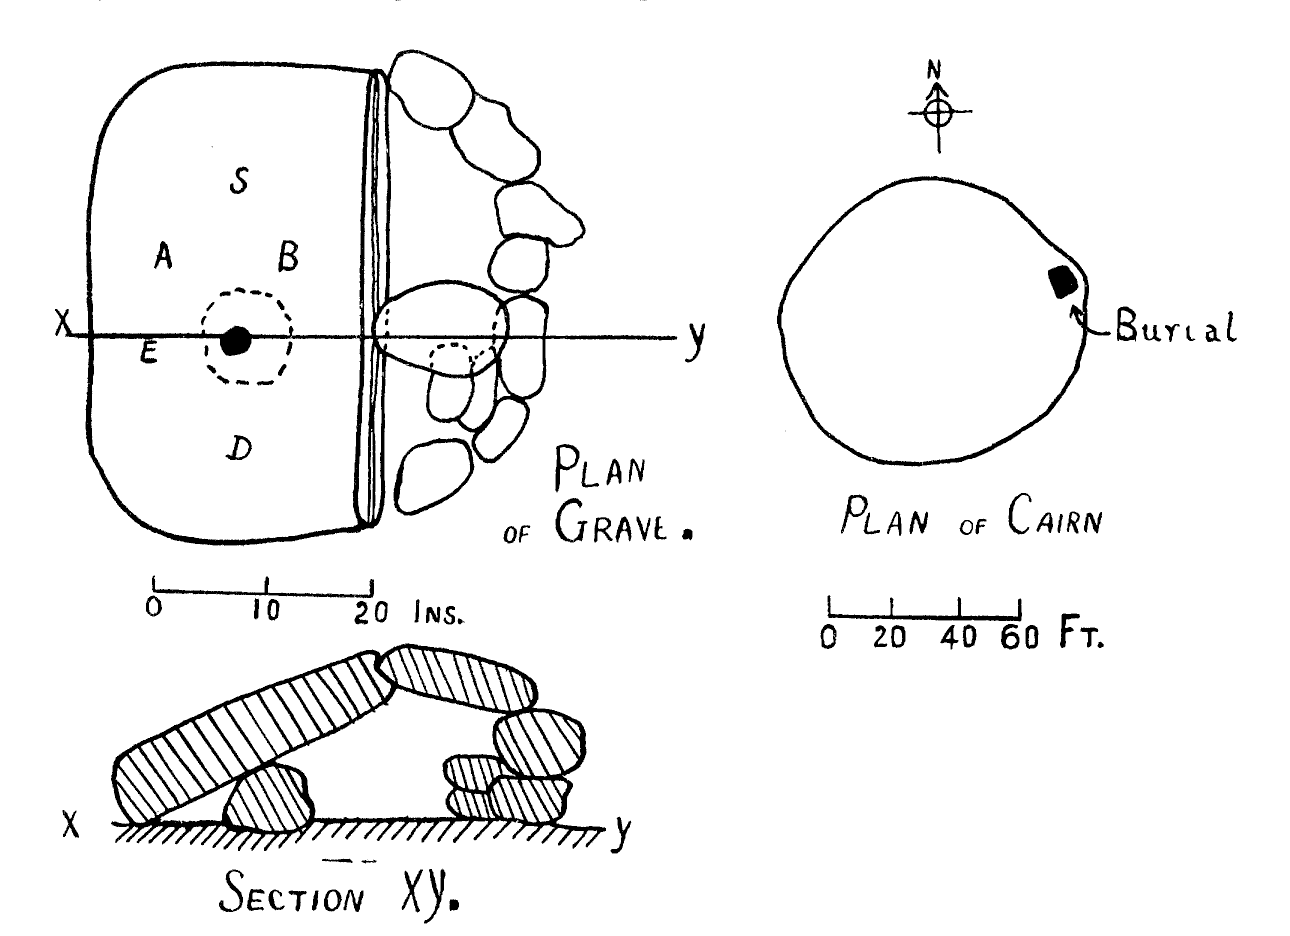 S
A B
X Y
E
D
PLAN
OF GRAVE.
0 10 20 INS.
X Y
SECTION XY.
N
Burial
PLAN OF CAIRN
0 20 40 60 FT.